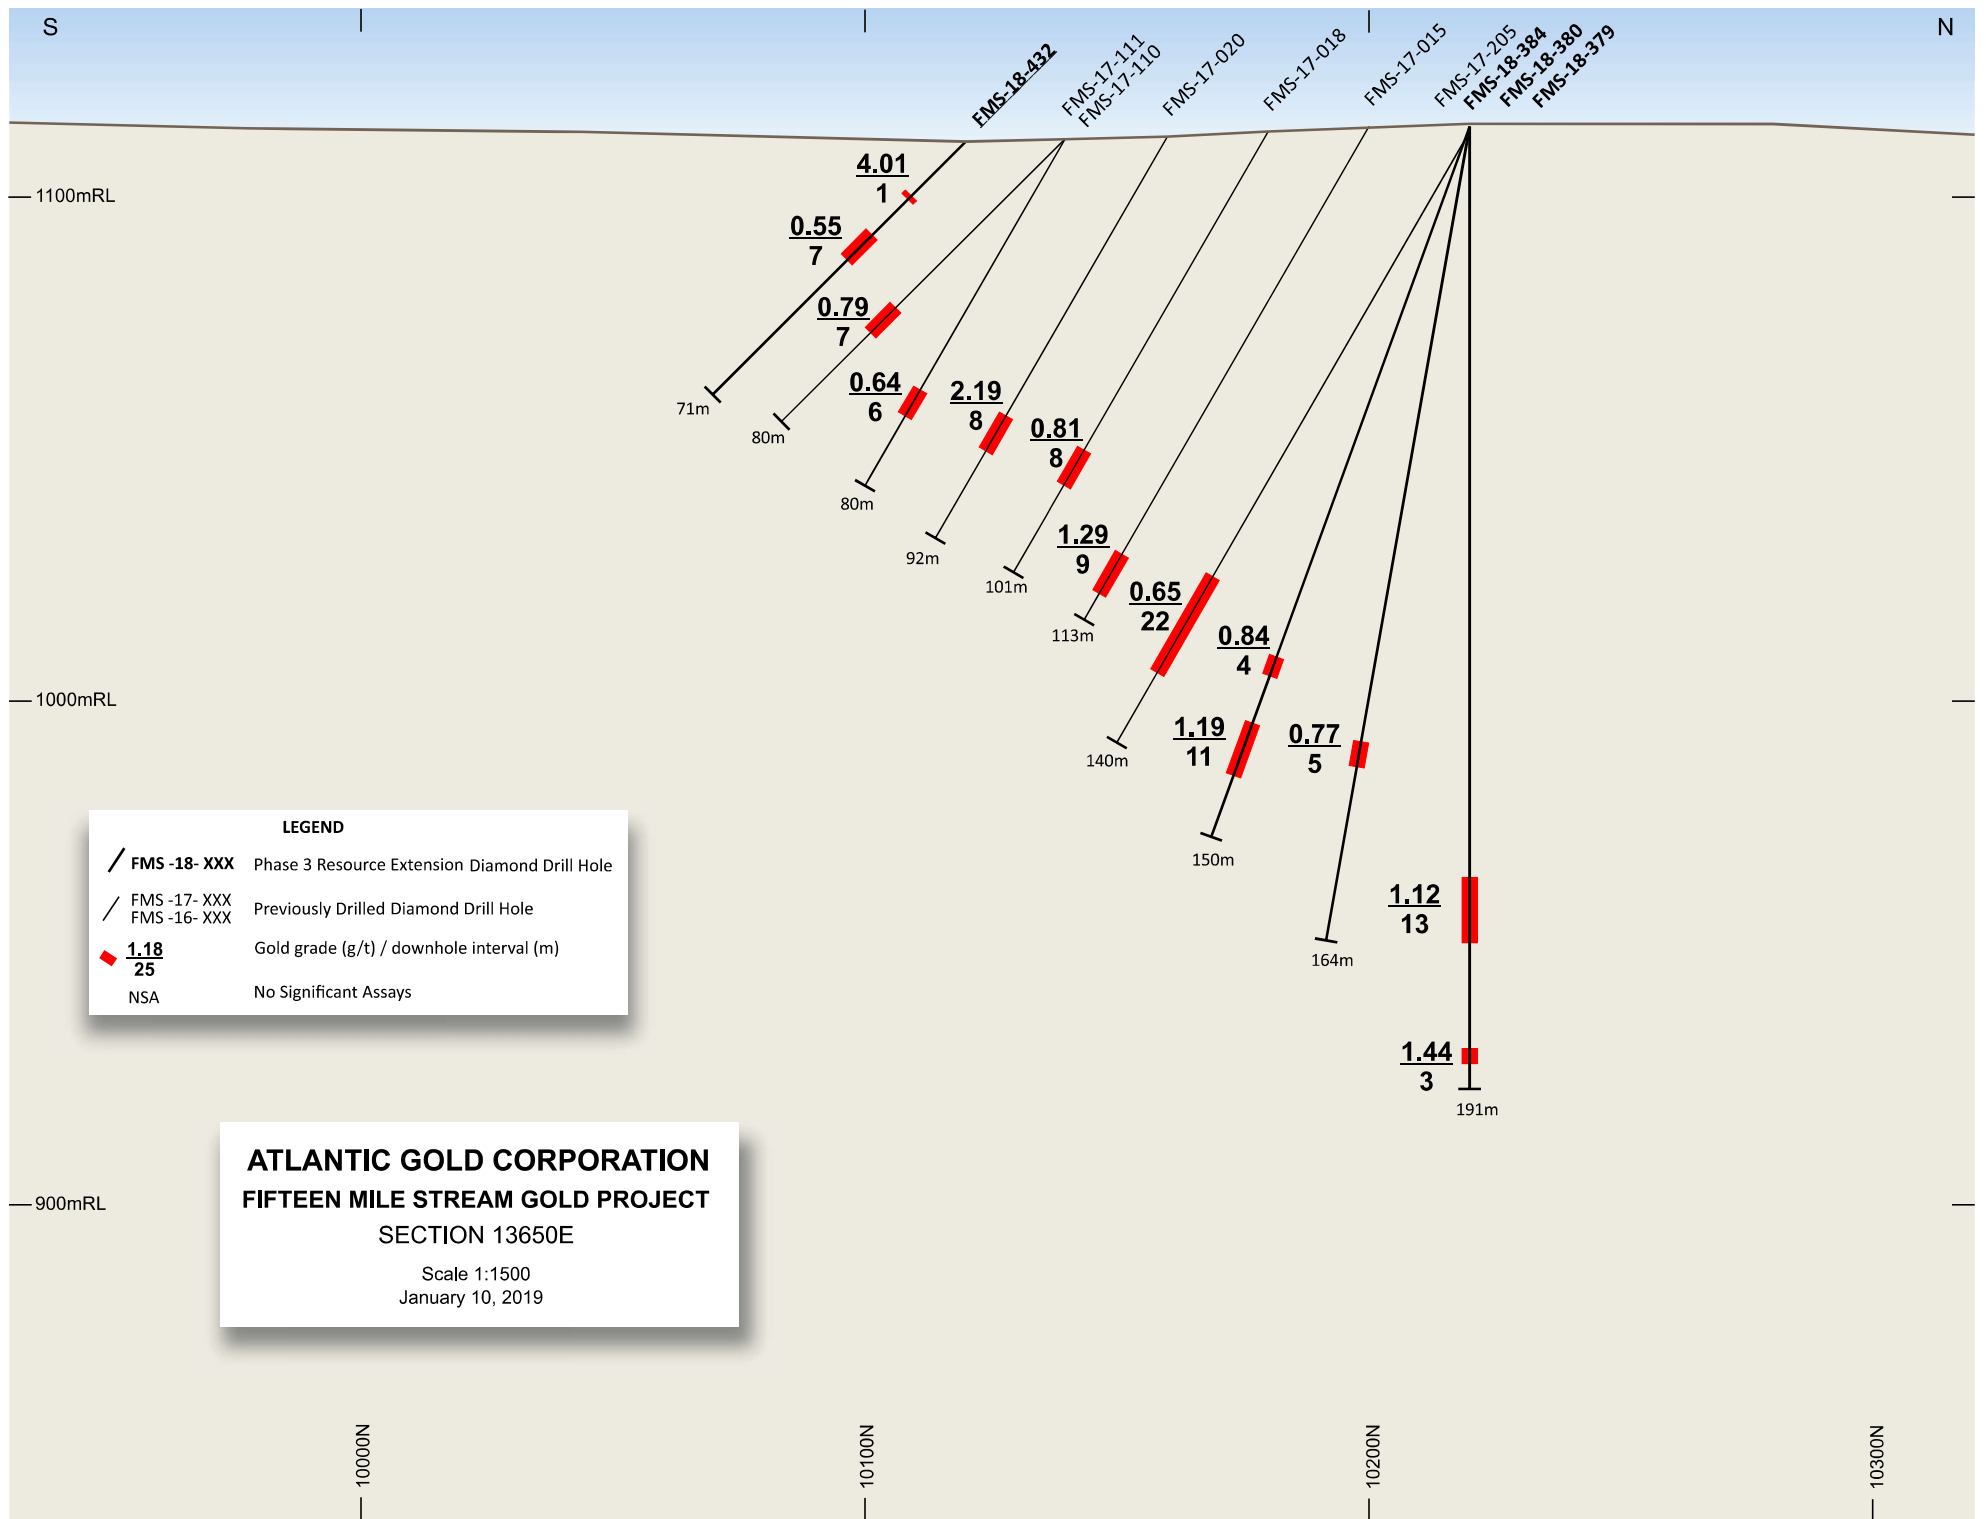 S
N
FMS-18-432
FMS-17-111
FMS-17-110
FMS-17-020
FMS-17-018
FMS-17-015
FMS-17-205
FMS-18-384
FMS-18-380
FMS-18-379
4.01
1
1100mRL
0.55
7
0.79
7
0.64
6
2.19
8
0.81
8
71m
80m
80m
92m
1.29
9
101m
0.65
22
113m
0.84
4
1000mRL
1.19
11
0.77
5
140m
150m
LEGEND
FMS -18- XXX Phase 3 Resource Extension Diamond Drill Hole
FMS -17- XXX
FMS -16- XXX
Previously Drilled Diamond Drill Hole
1.18
25
Gold grade (g/t) / downhole interval (m)
NSA No Significant Assays
1.12
13
164m
1.44
3
191m
ATLANTIC GOLD CORPORATION
FIFTEEN MILE STREAM GOLD PROJECT
SECTION 13650E
Scale 1:1500
January 10, 2019
900mRL
10000N
10100N
10200N
10300N